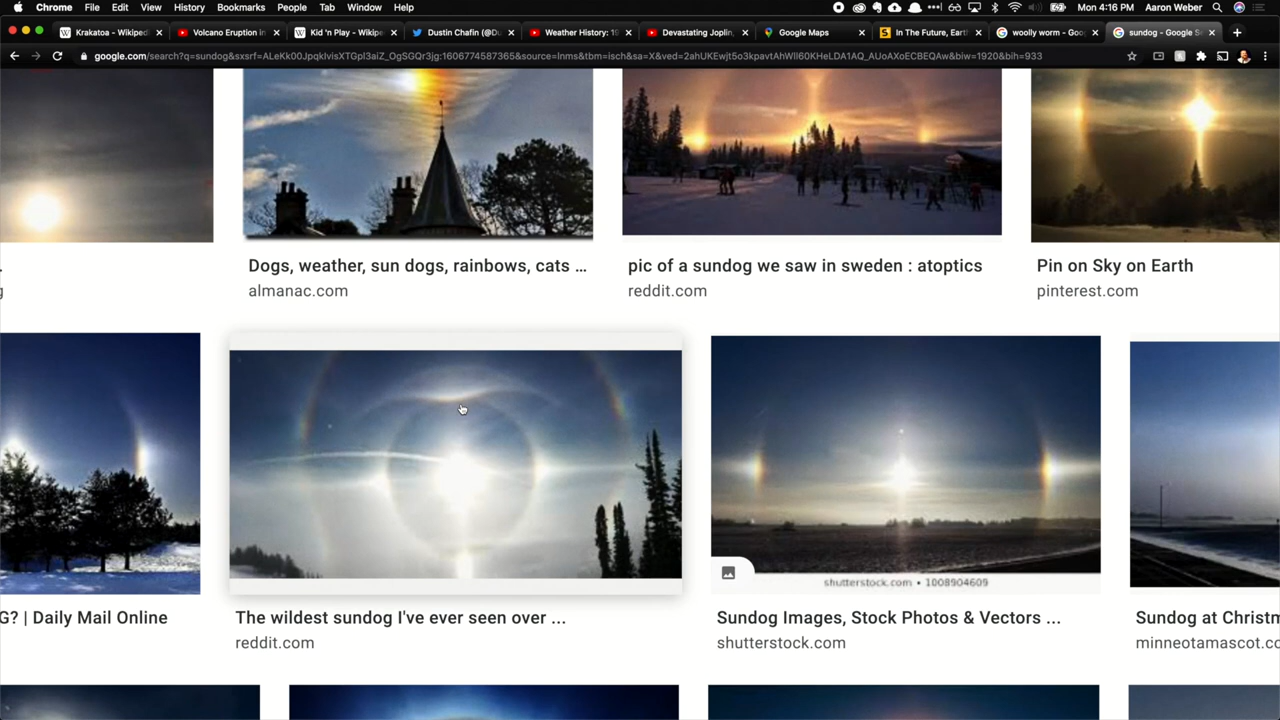 Chrome File Edit View History Bookmarks People Tab Window Help Mon 4:16 PM Aaron Weber
Krakatoa – Wikiped Volcano Eruption in Kid 'n Play – Wikipe Dustin Chafin (@Du Weather History: 19 Devastating Joplin, Google Maps In The Future, Earth woolly worm - Goo sundog - Google Se
google.com/search?q=sundog&sxsrf=ALeKk00JpqkIvisXTGpl3aiZ_OgSGQr3jg:1606774587365&source=lnms&tbm=isch&sa=X&ved=2ahUKEwjt5o3kpavtAhWIl60KHeLDA1AQ_AUoAXoECBEQAw&biw=1920&bih=933
Dogs, weather, sun dogs, rainbows, cats ...
almanac.com
pic of a sundog we saw in sweden : atoptics
reddit.com
Pin on Sky on Earth
pinterest.com
shutterstock.com • 1008904609
G? | Daily Mail Online
The wildest sundog I've ever seen over ...
reddit.com
Sundog Images, Stock Photos & Vectors ...
shutterstock.com
Sundog at Christm
minneotamascot.co